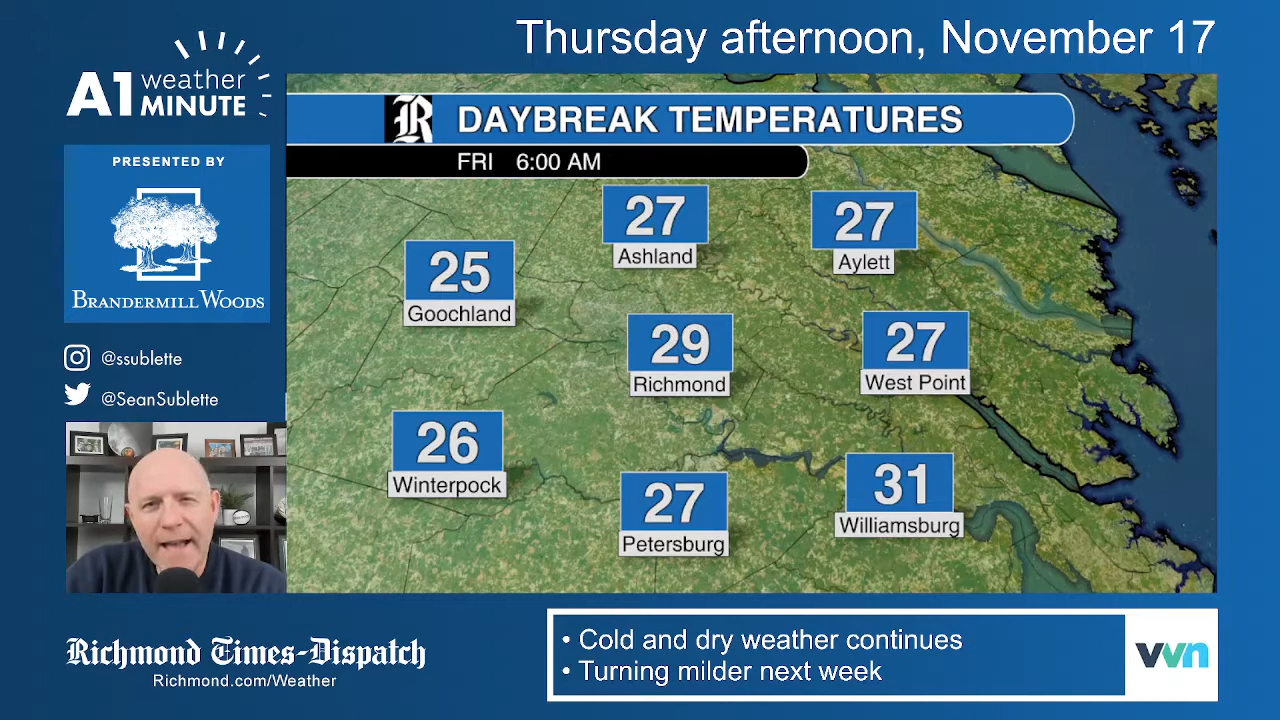 Thursday afternoon, November 17
A1 weather
MINUTE
PRESENTED BY
BRANDERMILL WOODS
@ssublette
@SeanSublette
R DAYBREAK TEMPERATURES
FRI 6:00 AM
27
Ashland
27
Aylett
25
Goochland
29
Richmond
27
West Point
26
Winterpock
27
Petersburg
31
Williamsburg
Richmond Times-Dispatch
Richmond.com/Weather
• Cold and dry weather continues
• Turning milder next week
vvn